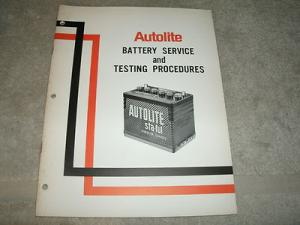 Autolite
BATTERY SERVICE
and
TESTING PROCEDURES
AUTOLITE
sta-ful